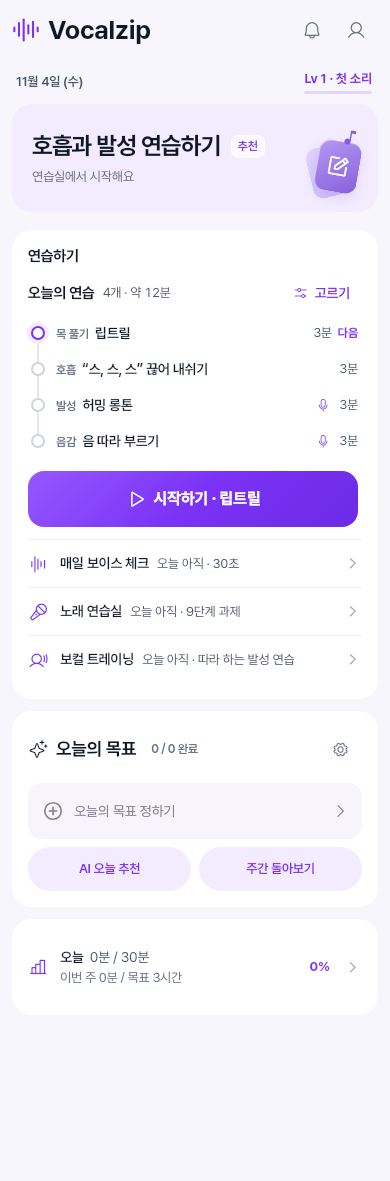 Vocalzip
11월 4일 (수)
Lv 1 · 첫 소리
호흡과 발성 연습하기 추천
연습실에서 시작해요
연습하기
오늘의 연습 4개 · 약 12분 고르기
목 풀기 립트릴 3분 다음
호흡 “스, 스, 스” 끊어 내쉬기 3분
발성 허밍 롱톤 3분
음감 음 따라 부르기 3분
시작하기 · 립트릴
매일 보이스 체크 오늘 아직 · 30초
노래 연습실 오늘 아직 · 9단계 과제
보컬 트레이닝 오늘 아직 · 따라 하는 발성 연습
오늘의 목표 0 / 0 완료
오늘의 목표 정하기
AI 오늘 추천 주간 돌아보기
오늘 0분 / 30분
이번 주 0분 / 목표 3시간
0%